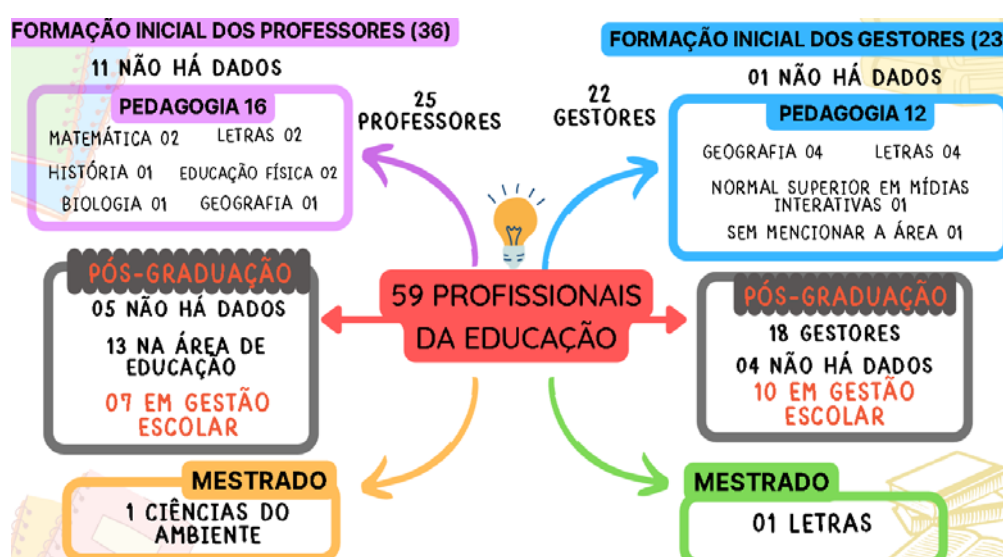 FORMAÇÃO INICIAL DOS PROFESSORES (36)
11 NÃO HÁ DADOS
PEDAGOGIA 16
MATEMÁTICA 02 LETRAS 02
HISTÓRIA 01 EDUCAÇÃO FÍSICA 02
BIOLOGIA 01 GEOGRAFIA 01
25
PROFESSORES
FORMAÇÃO INICIAL DOS GESTORES (23
01 NÃO HÁ DADOS
22
GESTORES
PEDAGOGIA 12
GEOGRAFIA 04 LETRAS 04
NORMAL SUPERIOR EM MÍDIAS
INTERATIVAS 01
SEM MENCIONAR A ÁREA 01
59 PROFISSIONAIS
DA EDUCAÇÃO
PÓS-GRADUAÇÃO
05 NÃO HÁ DADOS
13 NA ÁREA DE
EDUCAÇÃO
07 EM GESTÃO
ESCOLAR
PÓS-GRADUAÇÃO
18 GESTORES
04 NÃO HÁ DADOS
10 EM GESTÃO
ESCOLAR
MESTRADO
1 CIÊNCIAS DO
AMBIENTE
MESTRADO
01 LETRAS